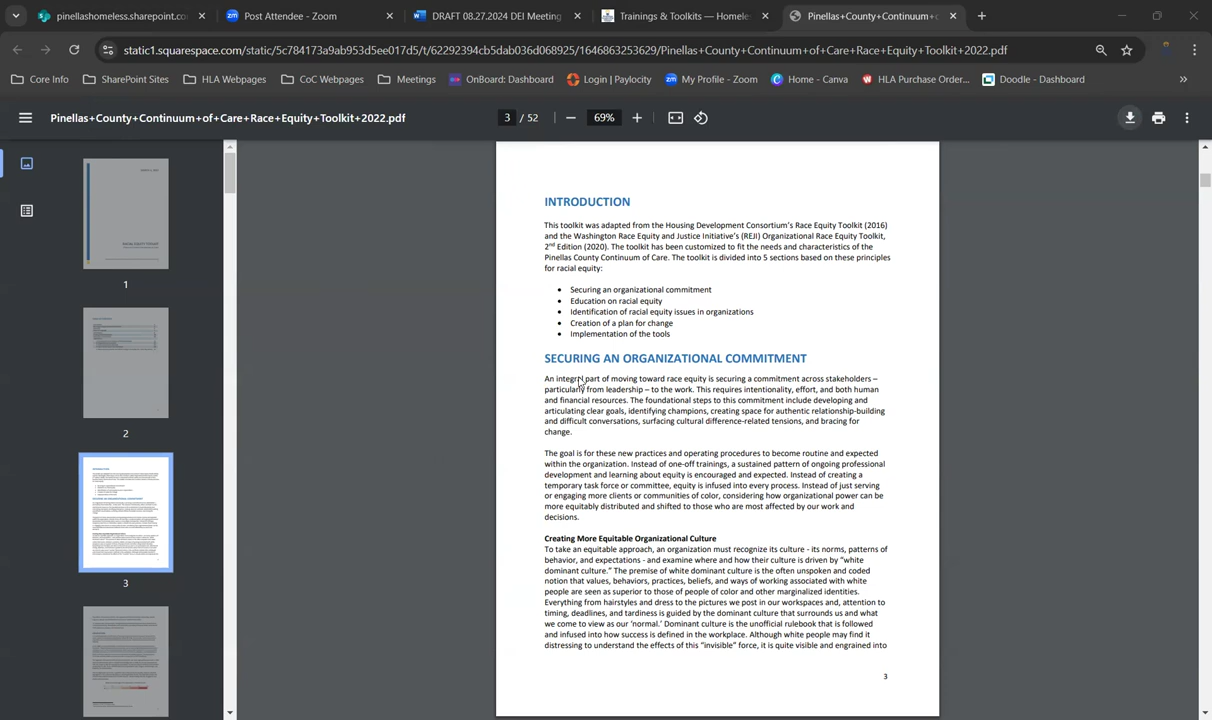 pinellashomeless.sharepoint.co
Post Attendee - Zoom
DRAFT 08.27.2024 DEI Meeting
Trainings & Toolkits — Homele
Pinellas+County+Continuum+c
static1.squarespace.com/static/5c784173a9ab953d5ee017d5/t/62292394cb5dab036d068925/1646863253629/Pinellas+County+Continuum+of+Care+Race+Equity+Toolkit+2022.pdf
Core Info
SharePoint Sites
HLA Webpages
CoC Webpages
Meetings
OnBoard: Dashboard
Login | Paylocity
My Profile - Zoom
Home - Canva
HLA Purchase Order...
Doodle - Dashboard
Pinellas+County+Continuum+of+Care+Race+Equity+Toolkit+2022.pdf
3 / 52
69%
1
2
3
INTRODUCTION
This toolkit was adapted from the Housing Development Consortium's Race Equity Toolkit (2016)
and the Washington Race Equity and Justice Initiative's (REJI) Organizational Race Equity Toolkit,
2nd Edition (2020). The toolkit has been customized to fit the needs and characteristics of the
Pinellas County Continuum of Care. The toolkit is divided into 5 sections based on these principles
for racial equity:
• Securing an organizational commitment
• Education on racial equity
• Identification of racial equity issues in organizations
• Creation of a plan for change
• Implementation of the tools
SECURING AN ORGANIZATIONAL COMMITMENT
An integral part of moving toward race equity is securing a commitment across stakeholders –
particularly from leadership – to the work. This requires intentionality, effort, and both human
and financial resources. The foundational steps to this commitment include developing and
articulating clear goals, identifying champions, creating space for authentic relationship-building
and difficult conversations, surfacing cultural difference-related tensions, and bracing for
change.
The goal is for these new practices and operating procedures to become routine and expected
within the organization. Instead of one-off trainings, a sustained pattern of ongoing professional
development and learning about equity is encouraged and expected. Instead of creating a
temporary task force or committee, equity is infused into every process. Instead of just serving
or engaging more clients or communities of color, considering how organizational power can be
more equitably distributed and shifted to those who are most affected by our work and
decisions.
Creating More Equitable Organizational Culture
To take an equitable approach, an organization must recognize its culture - its norms, patterns of
behavior, and expectations - and examine where and how their culture is driven by “white
dominant culture.” The premise of white dominant culture is the often unspoken and coded
notion that values, behaviors, practices, beliefs, and ways of working associated with white
people are seen as superior to those of people of color and other marginalized identities.
Everything from hairstyles and dress to the pictures we post in our workspaces and, attention to
timing, deadlines, and tardiness is guided by the dominant culture that surrounds us and what
we come to view as our ‘normal.’ Dominant culture is the unofficial rulebook that is followed
and infused into how success is defined in the workplace. Although white people may find it
distressing to understand the effects of this “invisible” force, it is quite visible and engrained into
3